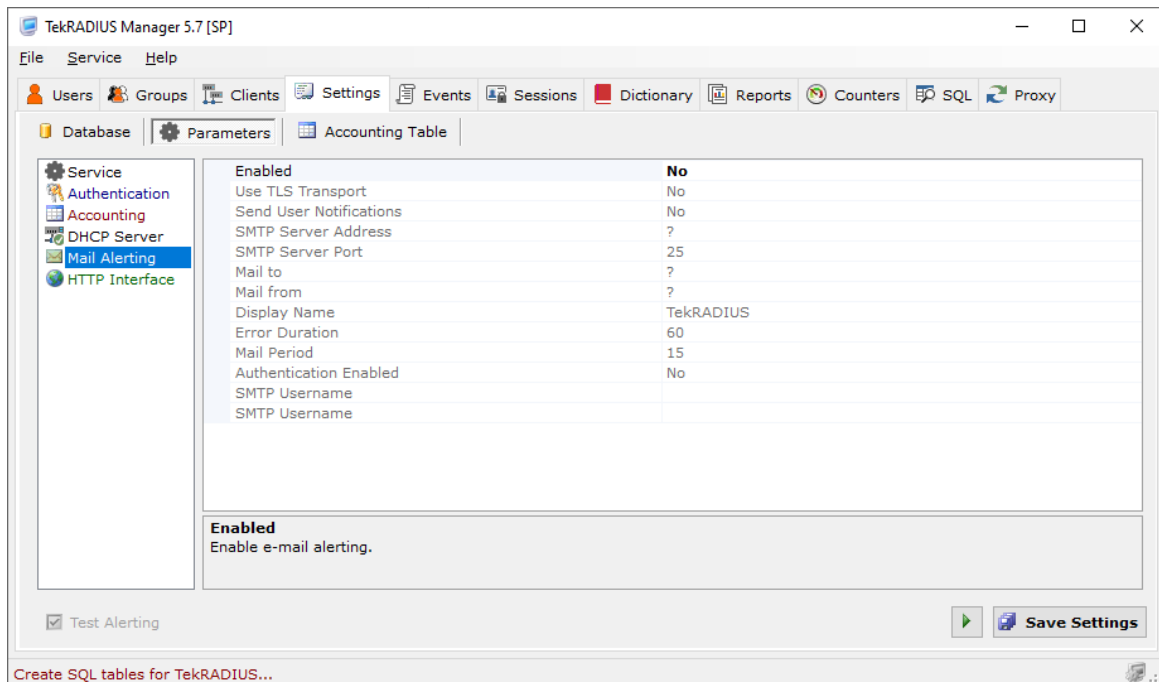 TekRADIUS Manager 5.7 [SP]
File Service Help
Users Groups Clients Settings Events Sessions Dictionary Reports Counters SQL Proxy
Database Parameters Accounting Table
Service
Authentication
Accounting
DHCP Server
Mail Alerting
HTTP Interface
Enabled No
Use TLS Transport No
Send User Notifications No
SMTP Server Address ?
SMTP Server Port 25
Mail to ?
Mail from ?
Display Name TekRADIUS
Error Duration 60
Mail Period 15
Authentication Enabled No
SMTP Username
SMTP Username
Enabled
Enable e-mail alerting.
Test Alerting
Save Settings
Create SQL tables for TekRADIUS...